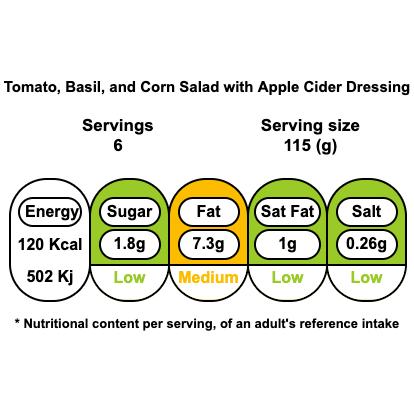 Tomato, Basil, and Corn Salad with Apple Cider Dressing
Servings
6
Serving size
115 (g)
Energy
120 Kcal
502 Kj
Sugar
1.8g
Low
Fat
7.3g
Medium
Sat Fat
1g
Low
Salt
0.26g
Low
* Nutritional content per serving, of an adult's reference intake